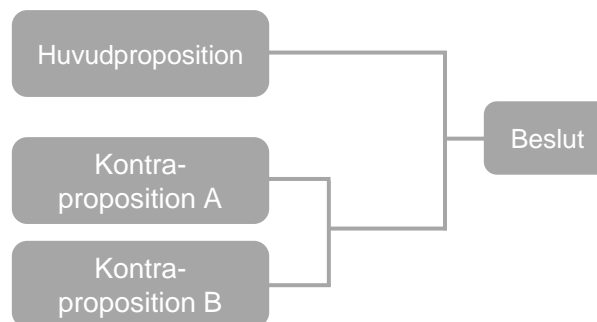 Huvudproposition
Beslut
Kontra-
proposition A
Kontra-
proposition B